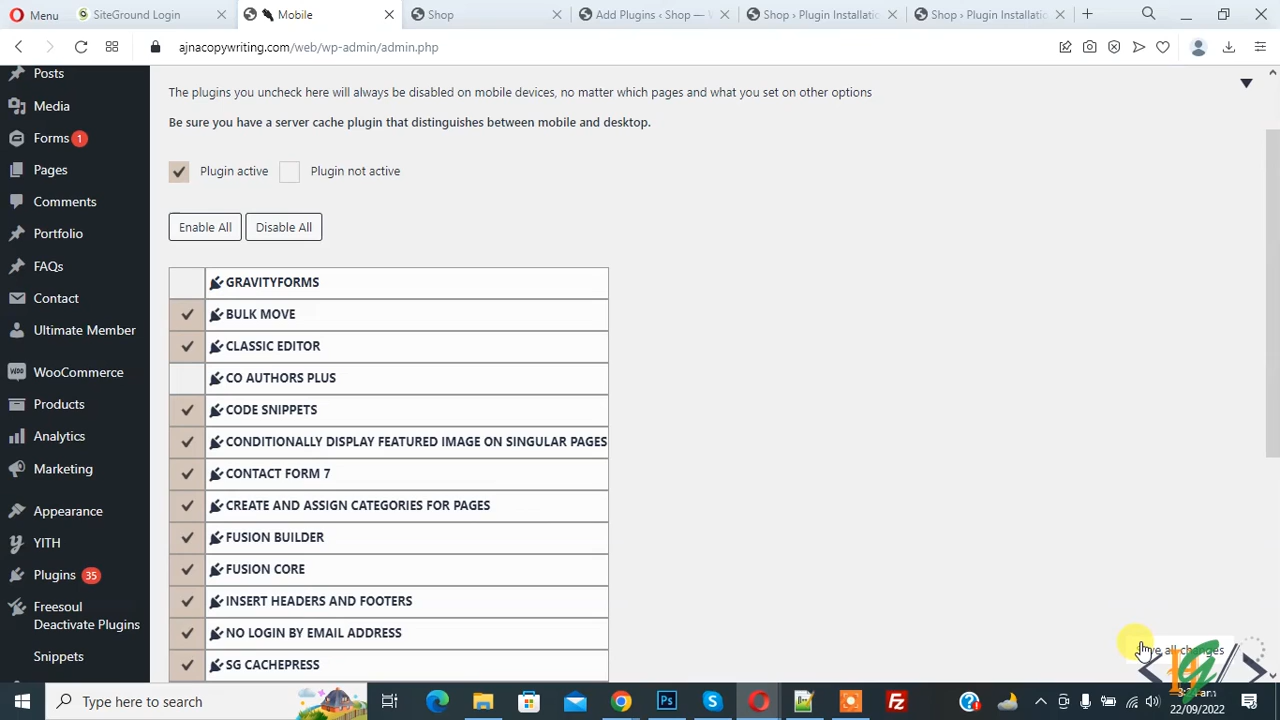 Menu
SiteGround Login
Mobile
Shop
Add Plugins ‹ Shop — W
Shop › Plugin Installatic
Shop › Plugin Installatic
ajnacopywriting.com/web/wp-admin/admin.php
Posts
Media
Forms 1
Pages
Comments
Portfolio
FAQs
Contact
Ultimate Member
WooCommerce
Products
Analytics
Marketing
Appearance
YITH
Plugins 35
Freesoul
Deactivate Plugins
Snippets
The plugins you uncheck here will always be disabled on mobile devices, no matter which pages and what you set on other options
Be sure you have a server cache plugin that distinguishes between mobile and desktop.
Plugin active
Plugin not active
Enable All
Disable All
GRAVITYFORMS
BULK MOVE
CLASSIC EDITOR
CO AUTHORS PLUS
CODE SNIPPETS
CONDITIONALLY DISPLAY FEATURED IMAGE ON SINGULAR PAGES
CONTACT FORM 7
CREATE AND ASSIGN CATEGORIES FOR PAGES
FUSION BUILDER
FUSION CORE
INSERT HEADERS AND FOOTERS
NO LOGIN BY EMAIL ADDRESS
SG CACHEPRESS
all changes
Type here to search
22/09/2022